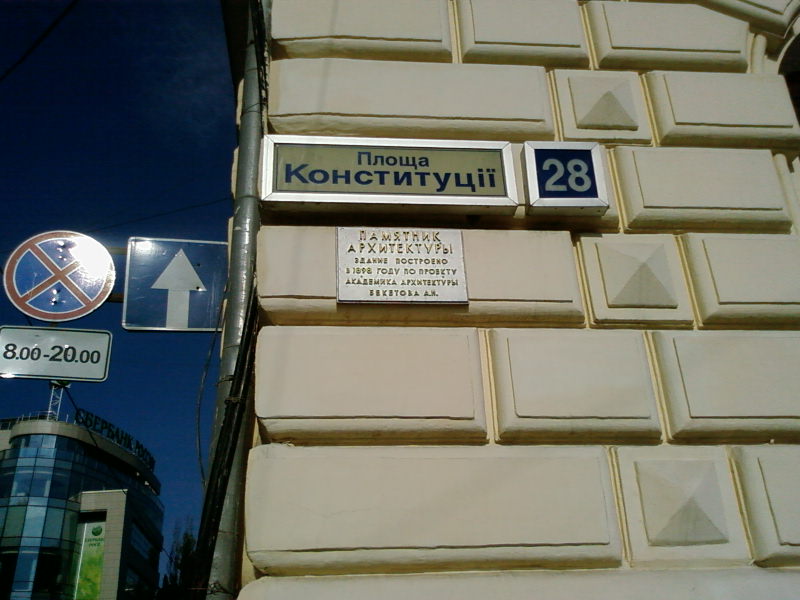 Площа
Конституції
28
ПАМЯТНИК
АРХИТЕКТУРЫ
ЗДАНИЕ ПОСТРОЕНО
В 1898 ГОДУ ПО ПРОЕКТУ
АКАДЕМИКА АРХИТЕКТУРЫ
БЕКЕТОВА А.Н.
8.00-20.00
СБЕРБАНК РОССИИ